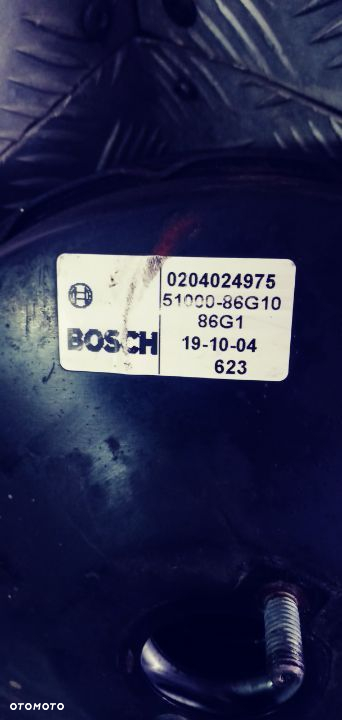 0204024975
51000-86G10
86G1
BOSCH
19-10-04
623
OTOMOTO